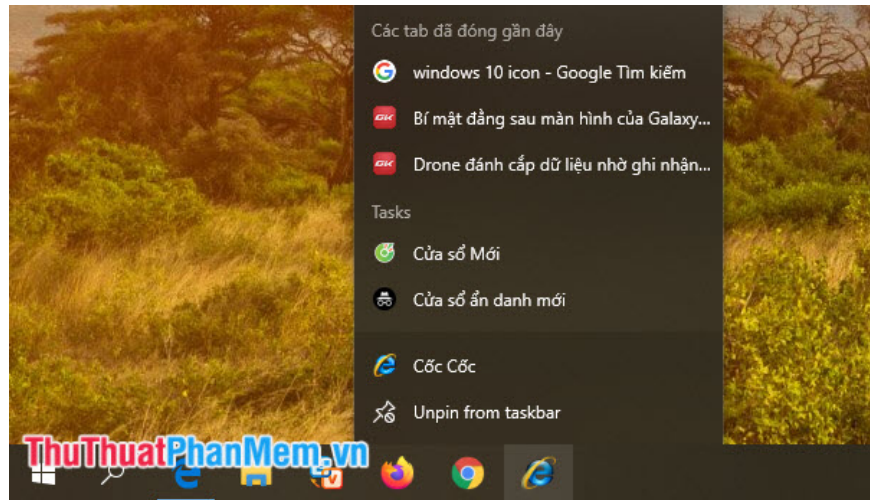 Các tab đã đóng gần đây
windows 10 icon - Google Tìm kiếm
GK Bí mật đằng sau màn hình của Galaxy...
GK Drone đánh cắp dữ liệu nhờ ghi nhận...
Tasks
Cửa sổ Mới
Cửa sổ ẩn danh mới
Cốc Cốc
Unpin from taskbar
ThuThuatPhanMem.vn